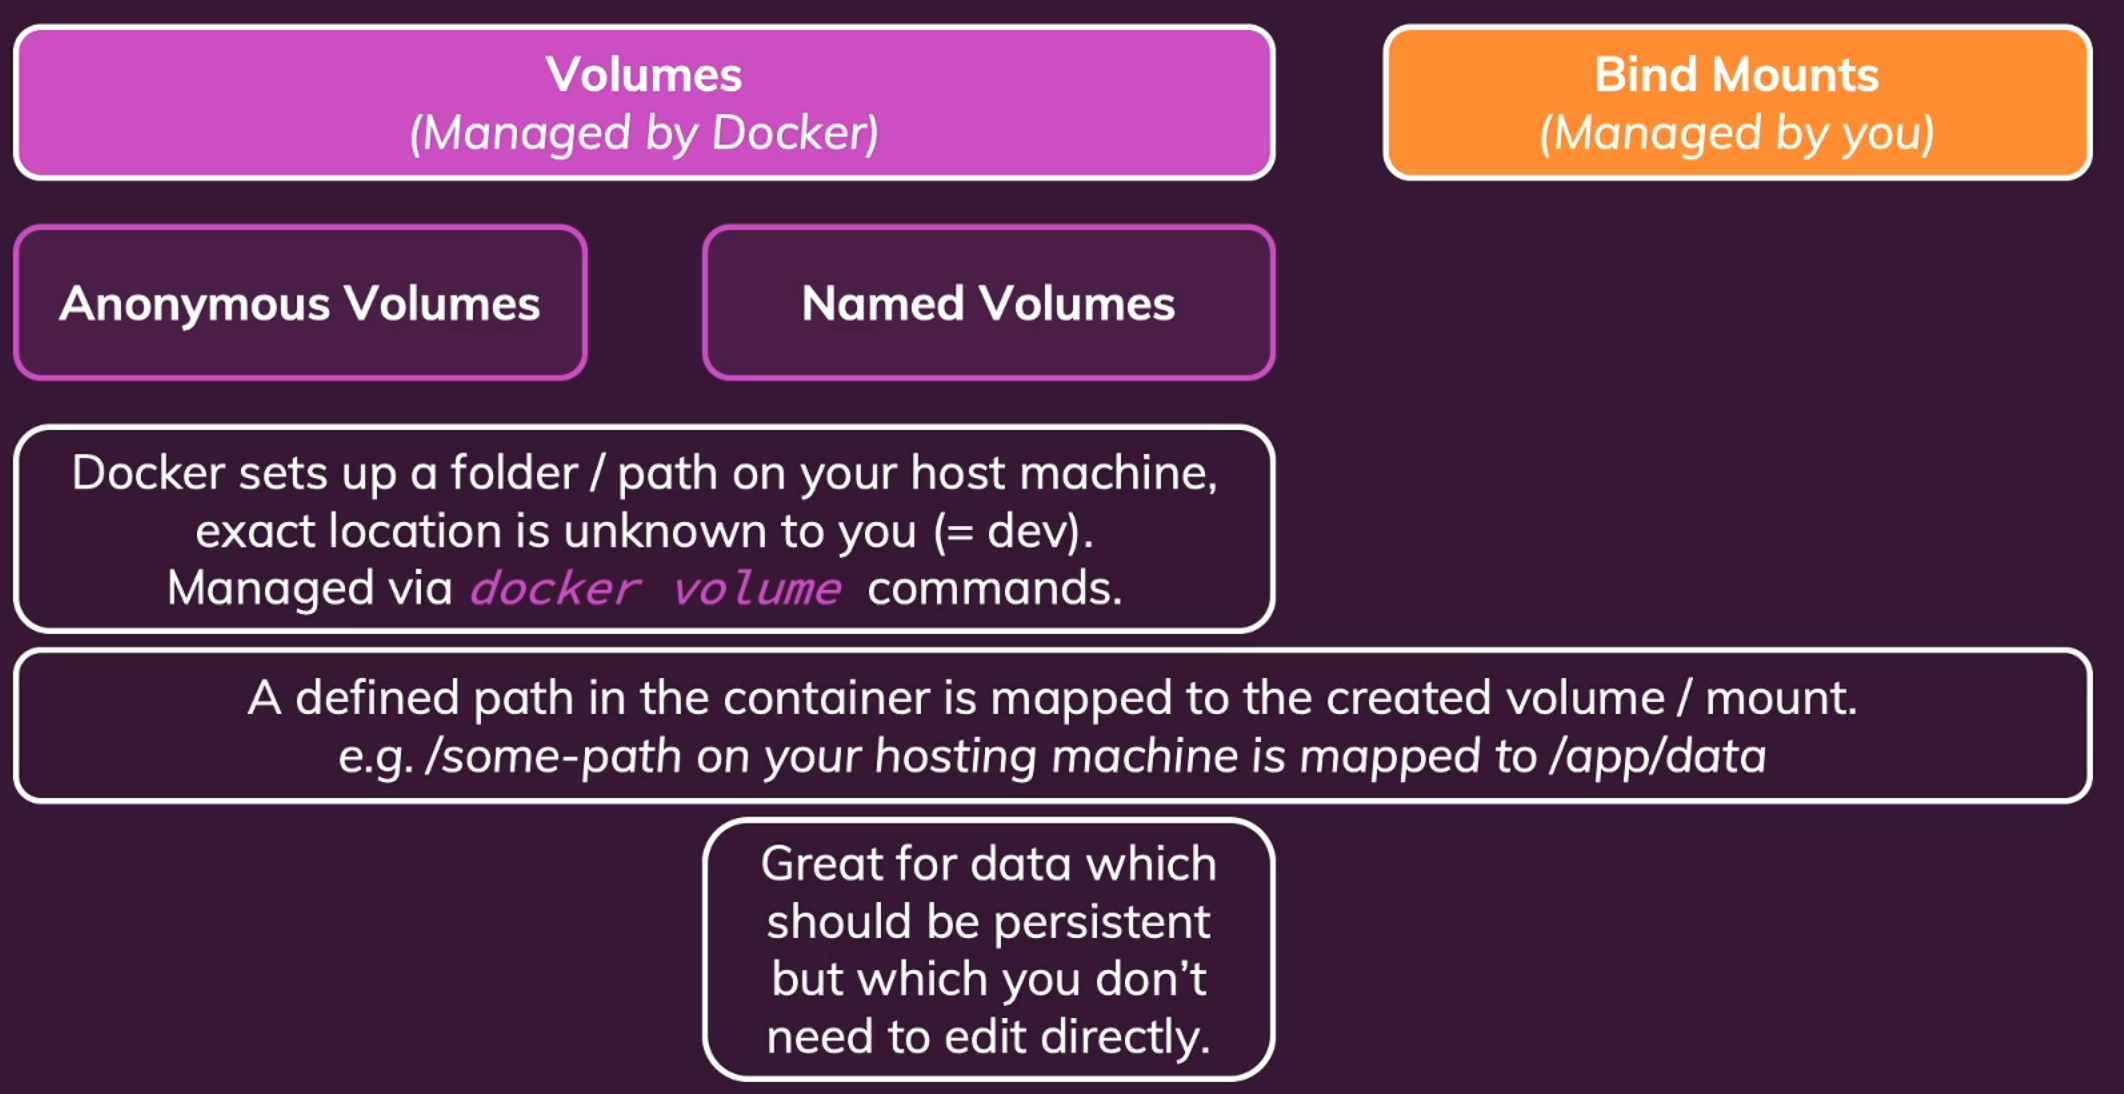 Volumes
(Managed by Docker)
Bind Mounts
(Managed by you)
Anonymous Volumes
Named Volumes
Docker sets up a folder / path on your host machine,
exact location is unknown to you (= dev).
Managed via docker volume commands.
A defined path in the container is mapped to the created volume / mount.
e.g. /some-path on your hosting machine is mapped to /app/data
Great for data which
should be persistent
but which you don’t
need to edit directly.